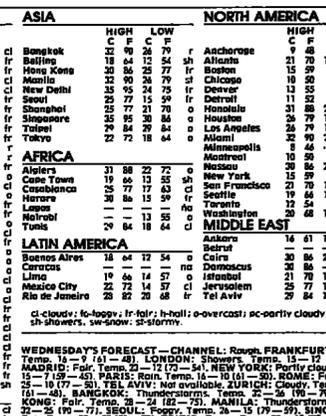 ASIA
HIGH LOW
C F C F
Bangkok 32 90 26 79 r
Beijing 18 64 12 54 sh
Hong Kong 30 86 25 77 fr
Manila 32 90 26 79 cl
New Delhi 35 95 24 75 fr
Seoul 25 77 15 59 fr
Shanghai 25 77 21 70 o
Singapore 35 95 30 86 o
Taipei 29 84 29 84 o
Tokyo 22 72 18 64 o
AFRICA
Algiers 31 88 22 72 o
Cape Town 19 66 13 55 sh
Casablanca 25 77 17 63 cl
Harare 30 86 15 59 fr
Lagos — — — — na
Nairobi — — 13 55 o
Tunis 29 84 18 64 cl
LATIN AMERICA
Buenos Aires 18 64 12 54 o
Caracas — — — — na
Lima 19 66 14 57 o
Mexico City 22 72 14 57 cl
Rio de Janeiro 28 82 20 68 fr
NORTH AMERICA
HIGH
C F
Anchorage 9 48
Atlanta 21 70
Boston 15 59
Chicago 10 50
Denver 13 55
Detroit 11 52
Honolulu 31 88
Houston 26 79
Los Angeles 26 79
Miami 32 90
Minneapolis 8 46
Montreal 10 50
Nassau 30 86
New York 15 59
San Francisco 21 70
Seattle 19 66
Toronto 12 54
Washington 20 68
MIDDLE EAST
Ankara 16 61
Beirut — —
Cairo 30 86
Damascus 30 86
Istanbul 21 70
Jerusalem 25 77
Tel Aviv 29 84
cl-cloudy; fo-foggy; fr-fair; h-hail; o-overcast; pc-partly cloudy
sh-showers, sw-snow; st-stormy.
WEDNESDAY'S FORECAST — CHANNEL: Rough. FRANKFURT
Temp. 16—9 (61—48). LONDON: Showers. Temp. 15—12
MADRID: Fair. Temp. 23—12 (73—54). NEW YORK: Partly clou
15—7 (59—45). PARIS: Rain. Temp. 16—10 (61—50). ROME: F
25—10 (77—50). TEL AVIV: Not available. ZURICH: Cloudy. Te
(61—48). BANGKOK: Thunderstorms. Temp. 32—26
KONG: Fair. Temp. 28—24 (82—75). MANILA: Thunderstorm
32—25 (90—77). SEOUL: Foggy. Temp. 26—15 (79—59).